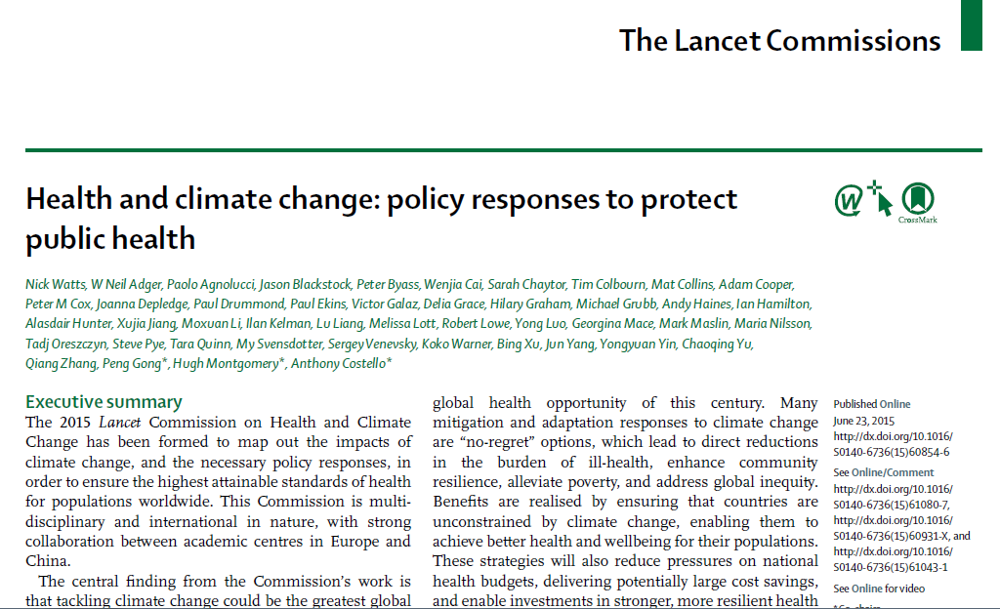 The Lancet Commissions
Health and climate change: policy responses to protect
public health
W
CrossMark
Nick Watts, W Neil Adger, Paolo Agnolucci, Jason Blackstock, Peter Byass, Wenjia Cai, Sarah Chaytor, Tim Colbourn, Mat Collins, Adam Cooper,
Peter M Cox, Joanna Depledge, Paul Drummond, Paul Ekins, Victor Galaz, Delia Grace, Hilary Graham, Michael Grubb, Andy Haines, Ian Hamilton,
Alasdair Hunter, Xujia Jiang, Moxuan Li, Ilan Kelman, Lu Liang, Melissa Lott, Robert Lowe, Yong Luo, Georgina Mace, Mark Maslin, Maria Nilsson,
Tadj Oreszczyn, Steve Pye, Tara Quinn, My Svensdotter, Sergey Venevsky, Koko Warner, Bing Xu, Jun Yang, Yongyuan Yin, Chaoqing Yu,
Qiang Zhang, Peng Gong*, Hugh Montgomery*, Anthony Costello*
Executive summary
The 2015 Lancet Commission on Health and Climate
Change has been formed to map out the impacts of
climate change, and the necessary policy responses, in
order to ensure the highest attainable standards of health
for populations worldwide. This Commission is multi-
disciplinary and international in nature, with strong
collaboration between academic centres in Europe and
China.
The central finding from the Commission's work is
that tackling climate change could be the greatest global
global health opportunity of this century. Many
mitigation and adaptation responses to climate change
are "no-regret" options, which lead to direct reductions
in the burden of ill-health, enhance community
resilience, alleviate poverty, and address global inequity.
Benefits are realised by ensuring that countries are
unconstrained by climate change, enabling them to
achieve better health and wellbeing for their populations.
These strategies will also reduce pressures on national
health budgets, delivering potentially large cost savings,
and enable investments in stronger, more resilient health
Published Online
June 23, 2015
http://dx.doi.org/10.1016/
S0140-6736(15)60854-6
See Online/Comment
http://dx.doi.org/10.1016/
S0140-6736(15)61080-7,
http://dx.doi.org/10.1016/
S0140-6736(15)60931-X, and
http://dx.doi.org/10.1016/
S0140-6736(15)61043-1
See Online for video